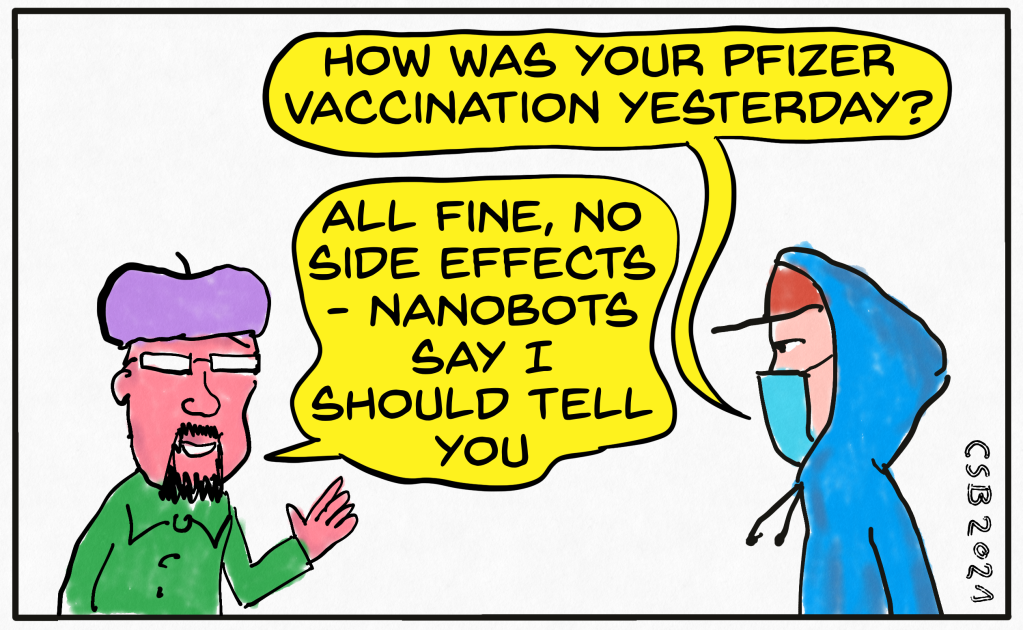 HOW WAS YOUR PFIZER
VACCINATION YESTERDAY?
ALL FINE, NO
SIDE EFFECTS
- NANOBOTS
SAY I
SHOULD TELL
YOU
CSB 2021